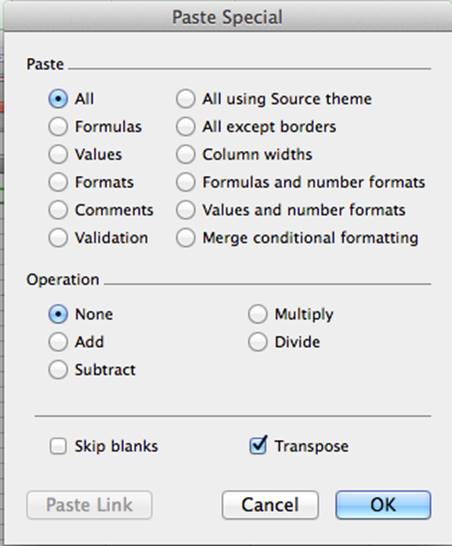 Paste Special
Paste
All
All using Source theme
Formulas
All except borders
Values
Column widths
Formats
Formulas and number formats
Comments
Values and number formats
Validation
Merge conditional formatting
Operation
None
Multiply
Add
Divide
Subtract
Skip blanks
Transpose
Paste Link
Cancel
OK